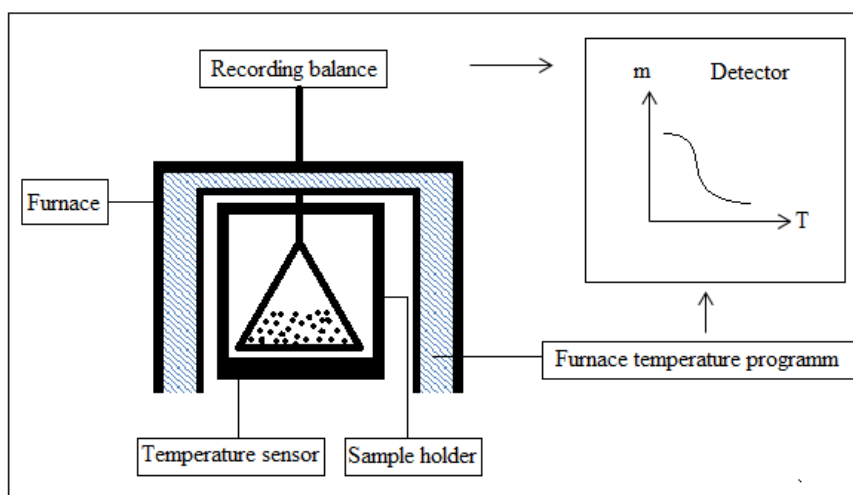 Recording balance
Detector
m
T
Furnace
Furnace temperature programm
Temperature sensor
Sample holder